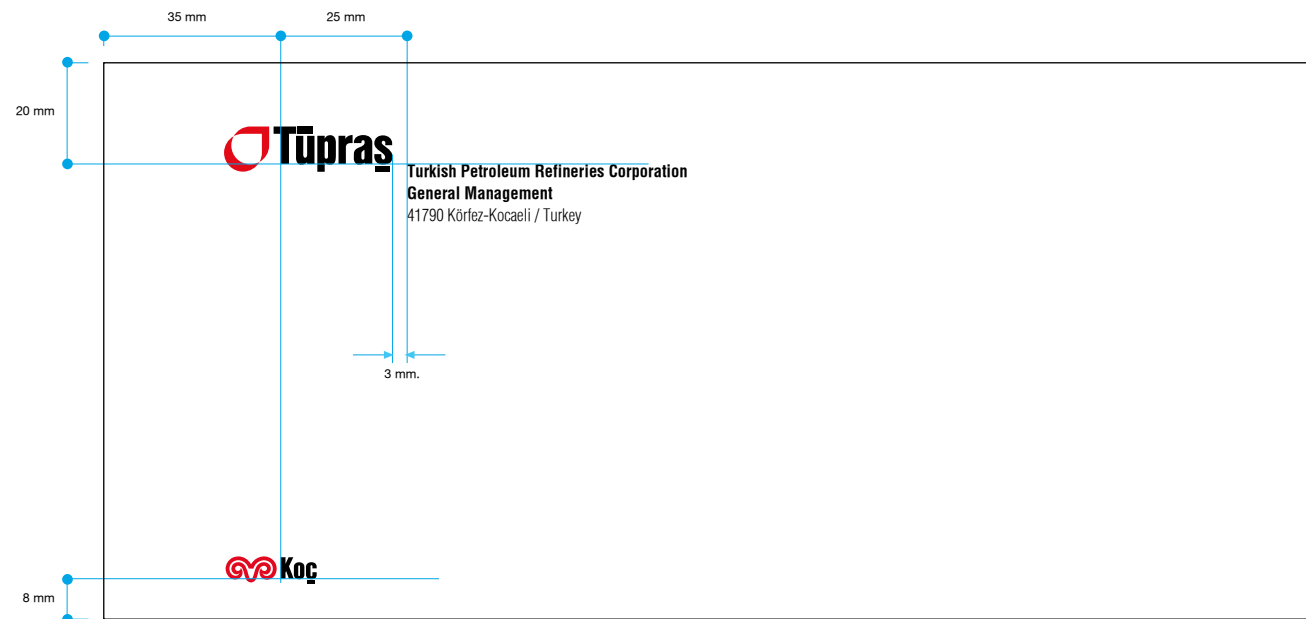 35 mm
25 mm
20 mm
Tüpraş
Turkish Petroleum Refineries Corporation
General Management
41790 Körfez-Kocaeli / Turkey
3 mm.
Koç
8 mm